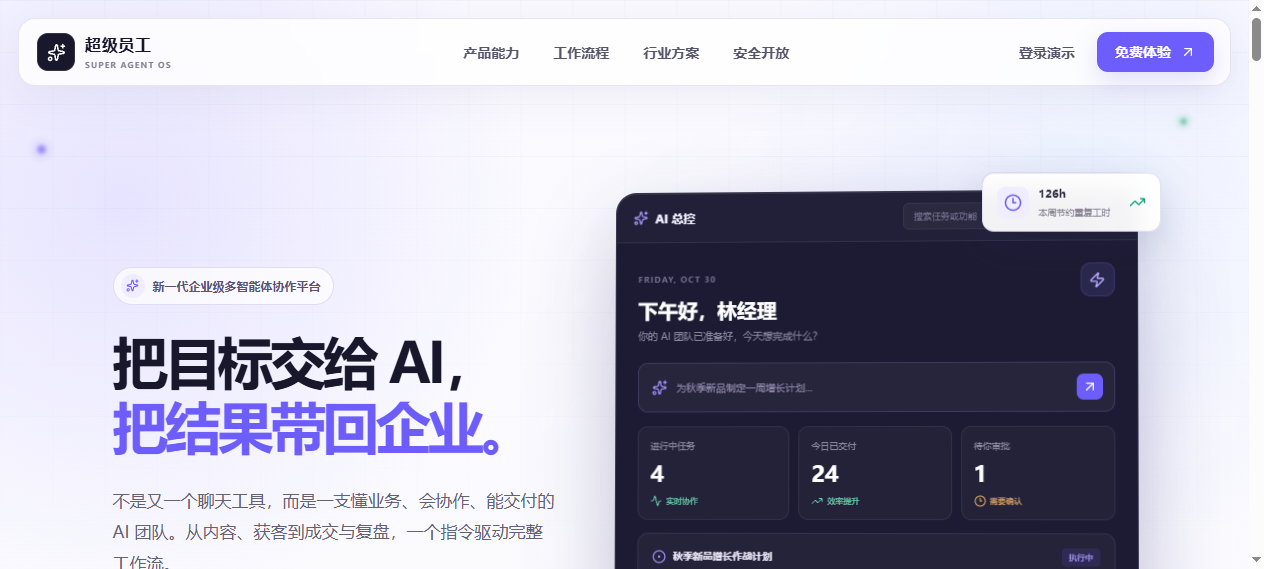 超级员工
SUPER AGENT OS
产品能力
工作流程
行业方案
安全开放
登录演示
免费体验
新一代企业级多智能体协作平台
把目标交给 AI，
把结果带回企业。
不是又一个聊天工具，而是一支懂业务、会协作、能交付的
AI 团队。从内容、获客到成交与复盘，一个指令驱动完整
工作流。
AI 总控
搜索任务或功能
126h
本周节约重复工时
FRIDAY, OCT 30
下午好，林经理
你的 AI 团队已准备好，今天想完成什么？
为秋季新品制定一周增长计划...
运行中任务
4
实时协作
今日已交付
24
效率提升
待你审批
1
需要确认
秋季新品增长作战计划
执行中